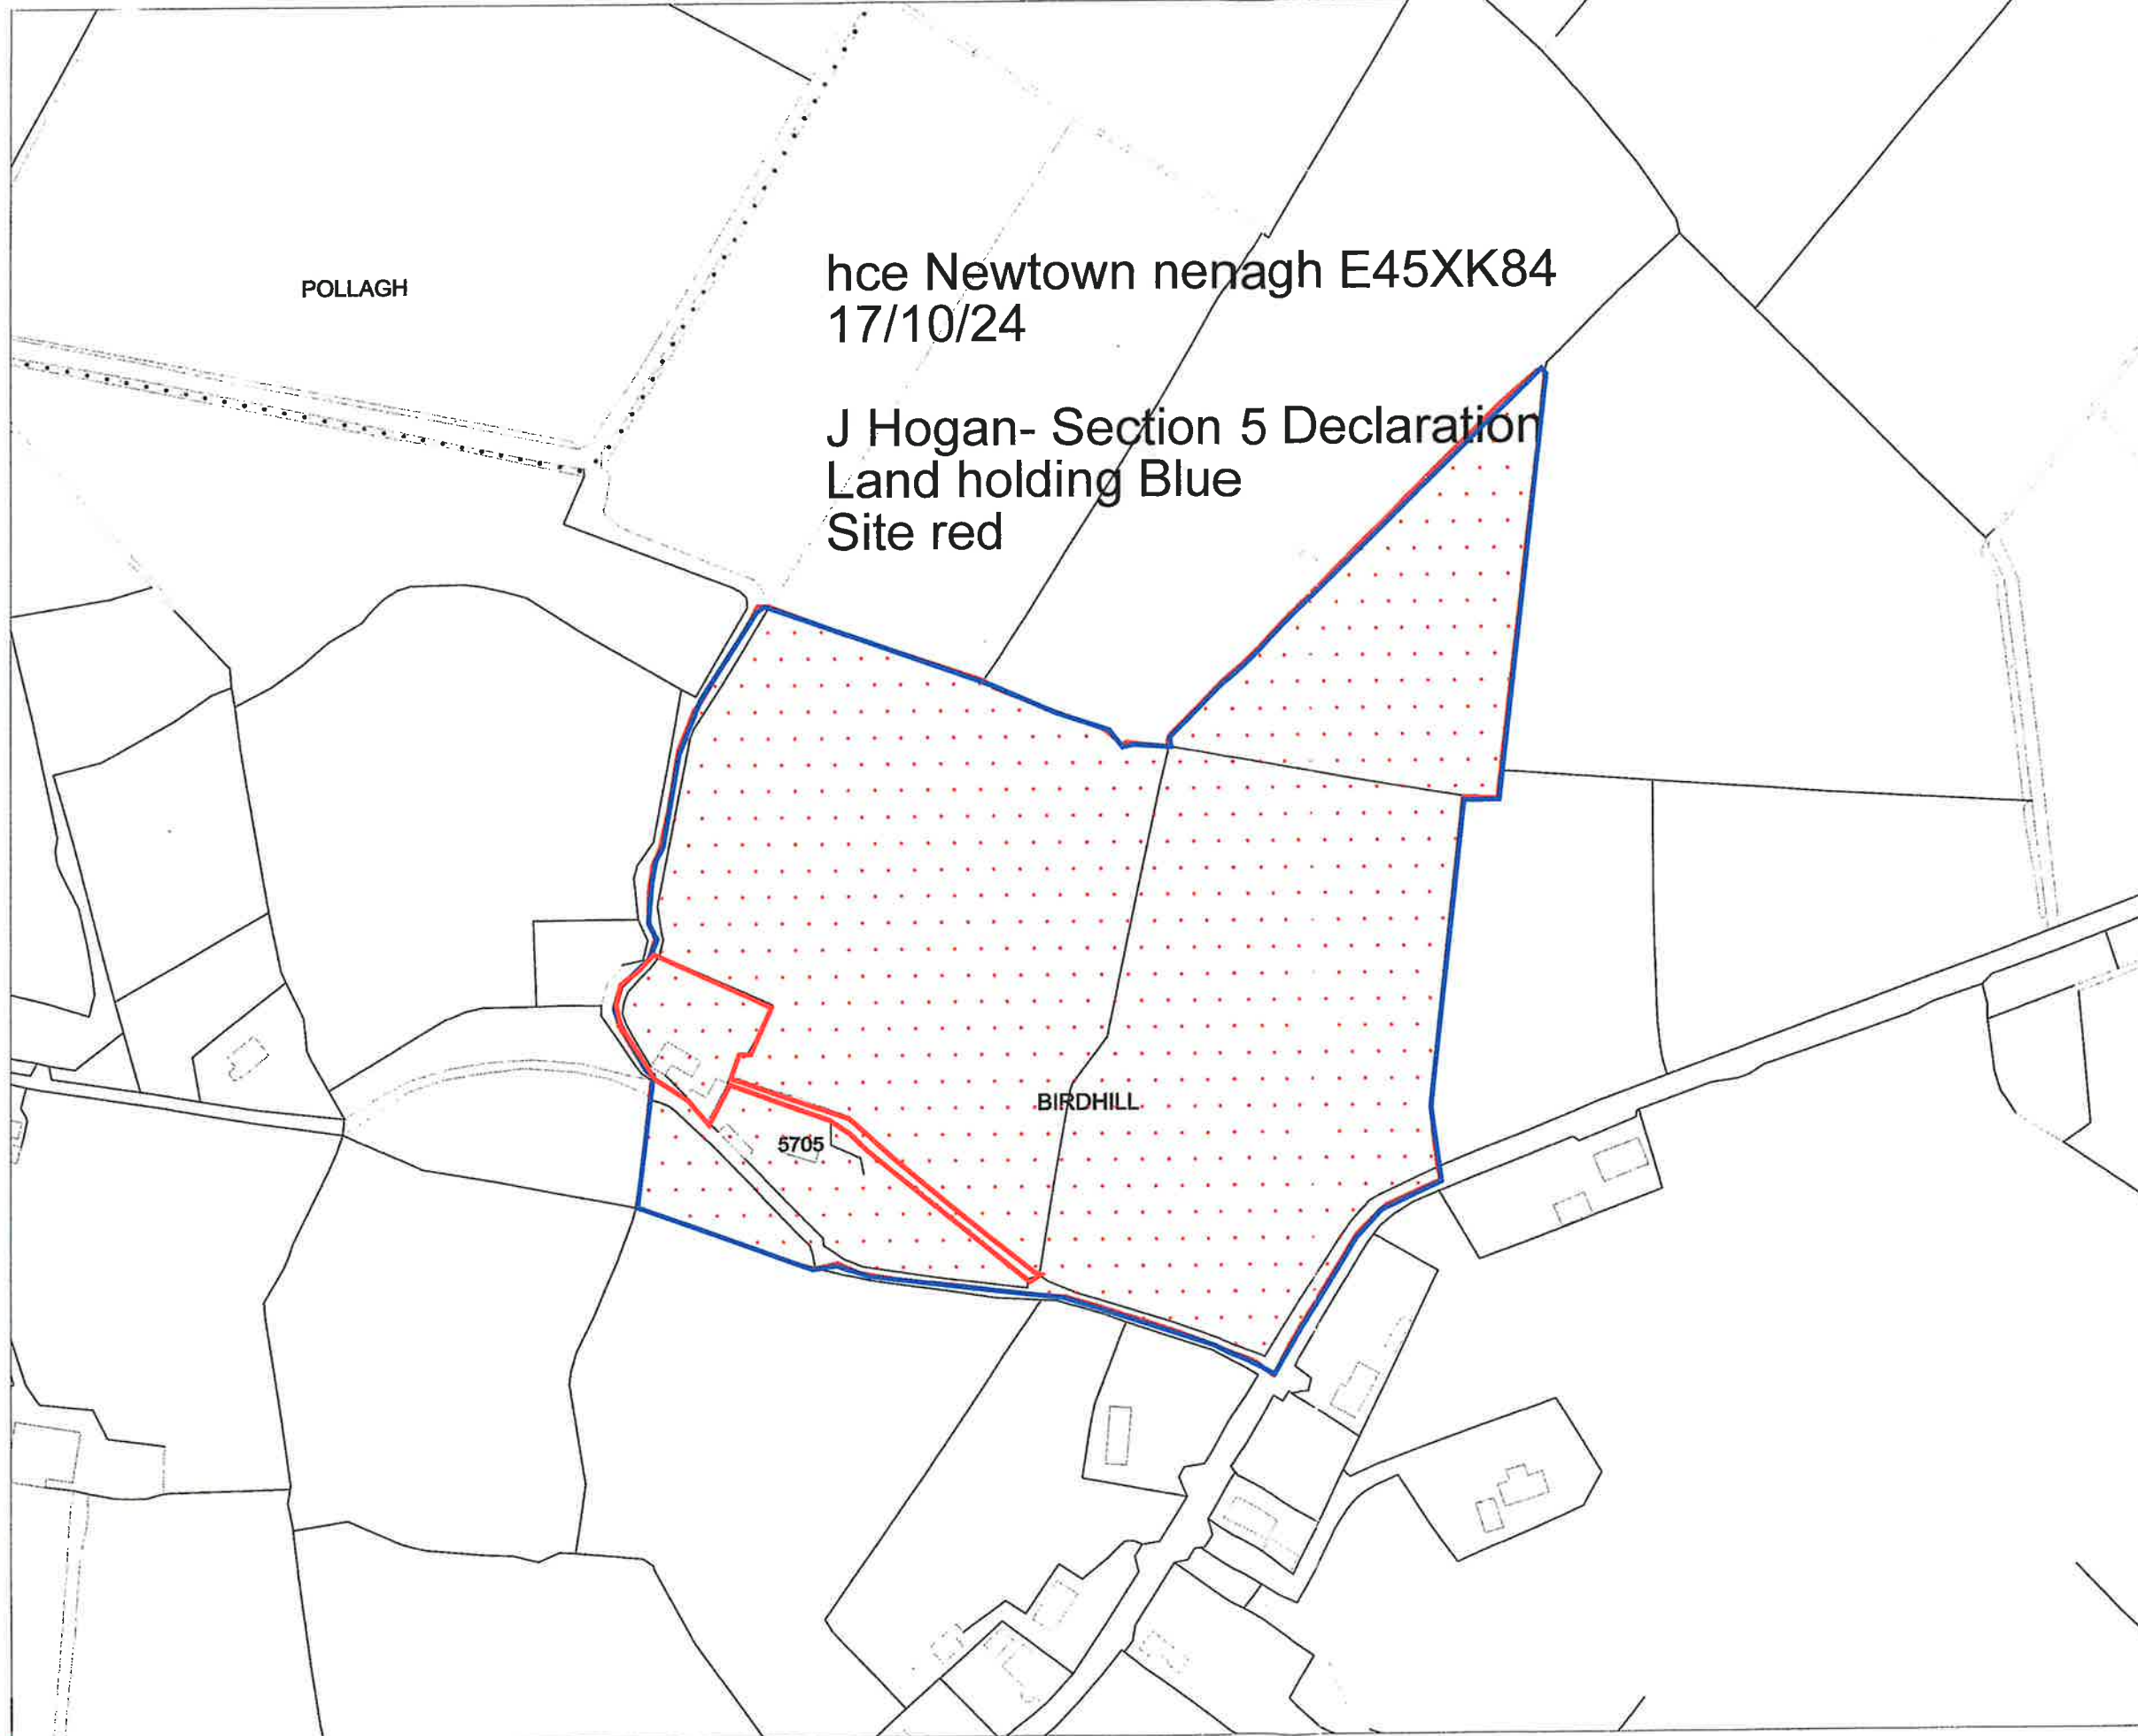 hce Newtown nenagh E45XK84
17/10/24
POLLAGH
J Hogan- Section 5 Declaration
Land holding Blue
Site red
BIRDHILL
5705